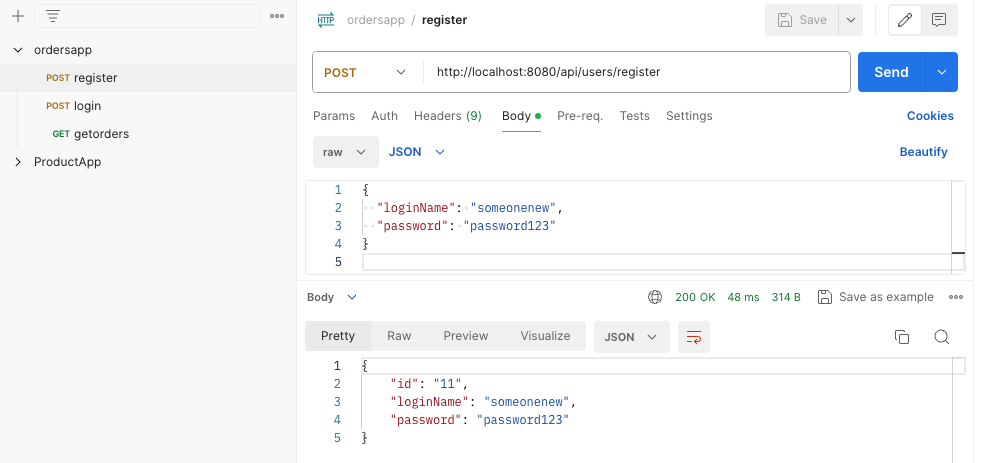 ordersapp / register
Save
ordersapp
POST register
POST login
GET getorders
ProductApp
POST http://localhost:8080/api/users/register Send
Params Auth Headers (9) Body Pre-req. Tests Settings Cookies
raw JSON Beautify
1 {
2 "loginName": "someonenew",
3 "password": "password123"
4 }
5
Body 200 OK 48 ms 314 B Save as example
Pretty Raw Preview Visualize JSON
1 {
2 "id": "11",
3 "loginName": "someonenew",
4 "password": "password123"
5 }